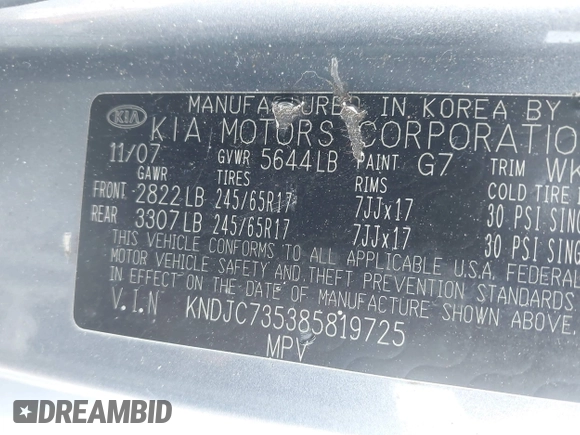 KIA MANUFACTURED IN KOREA BY
KIA MOTORS CORPORATION
11/07 GVWR 5644LB PAINT G7 TRIM WK
GAWR TIRES RIMS COLD TIRE
FRONT 2822LB 245/65R17 7JJx17 30 PSI SING
REAR 3307LB 245/65R17 7JJx17 30 PSI SING
THIS VEHICLE CONFORMS TO ALL APPLICABLE U.S.A. FEDERAL
MOTOR VEHICLE SAFETY AND THEFT PREVENTION STANDARDS
IN EFFECT ON THE DATE OF MANUFACTURE SHOWN ABOVE.
V.I.N KNDJC735385819725
MPV
DREAMBID